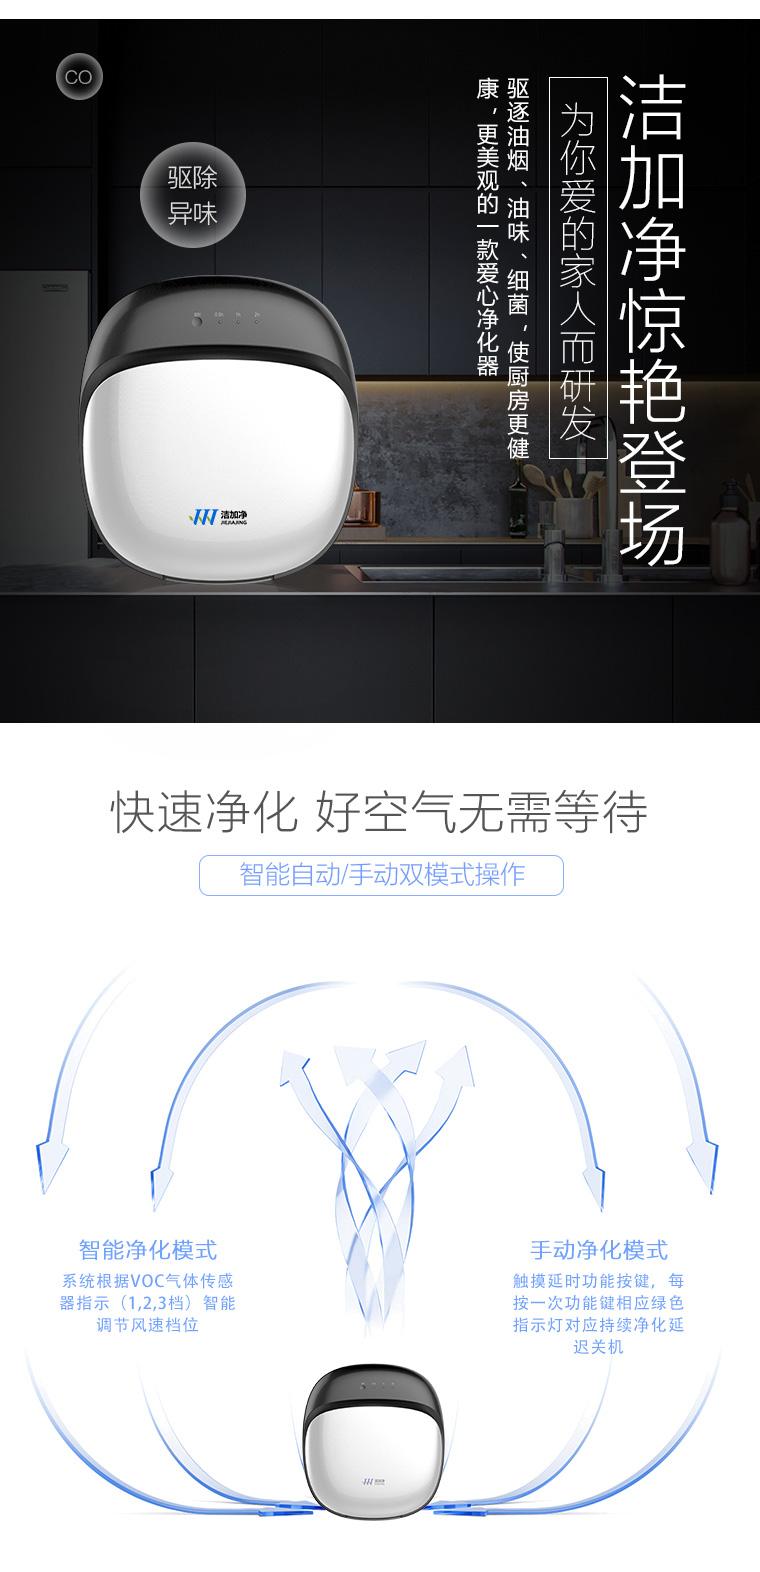 CO
驱除
异味
洁加净惊艳登场
为你爱的家人而研发
驱逐油烟、油味、细菌,使厨房更健
康,更美观的一款爱心净化器
洁加净
JIEJIAJING
快速净化 好空气无需等待
智能自动/手动双模式操作
智能净化模式
系统根据VOC气体传感
器指示（1,2,3档）智能
调节风速档位
手动净化模式
触摸延时功能按键，每
按一次功能键相应绿色
指示灯对应持续净化延
迟关机
洁加净